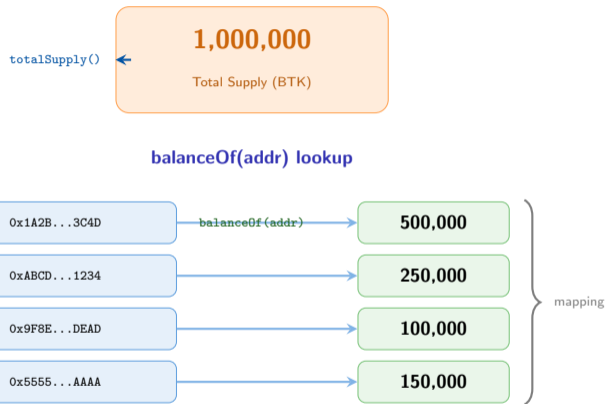 1,000,000
totalSupply()
Total Supply (BTK)
balanceOf(addr) lookup
0x1A2B...3C4D balanceOf(addr) 500,000
0xABCD...1234 250,000
mapping
0x9F8E...DEAD 100,000
0x5555...AAAA 150,000